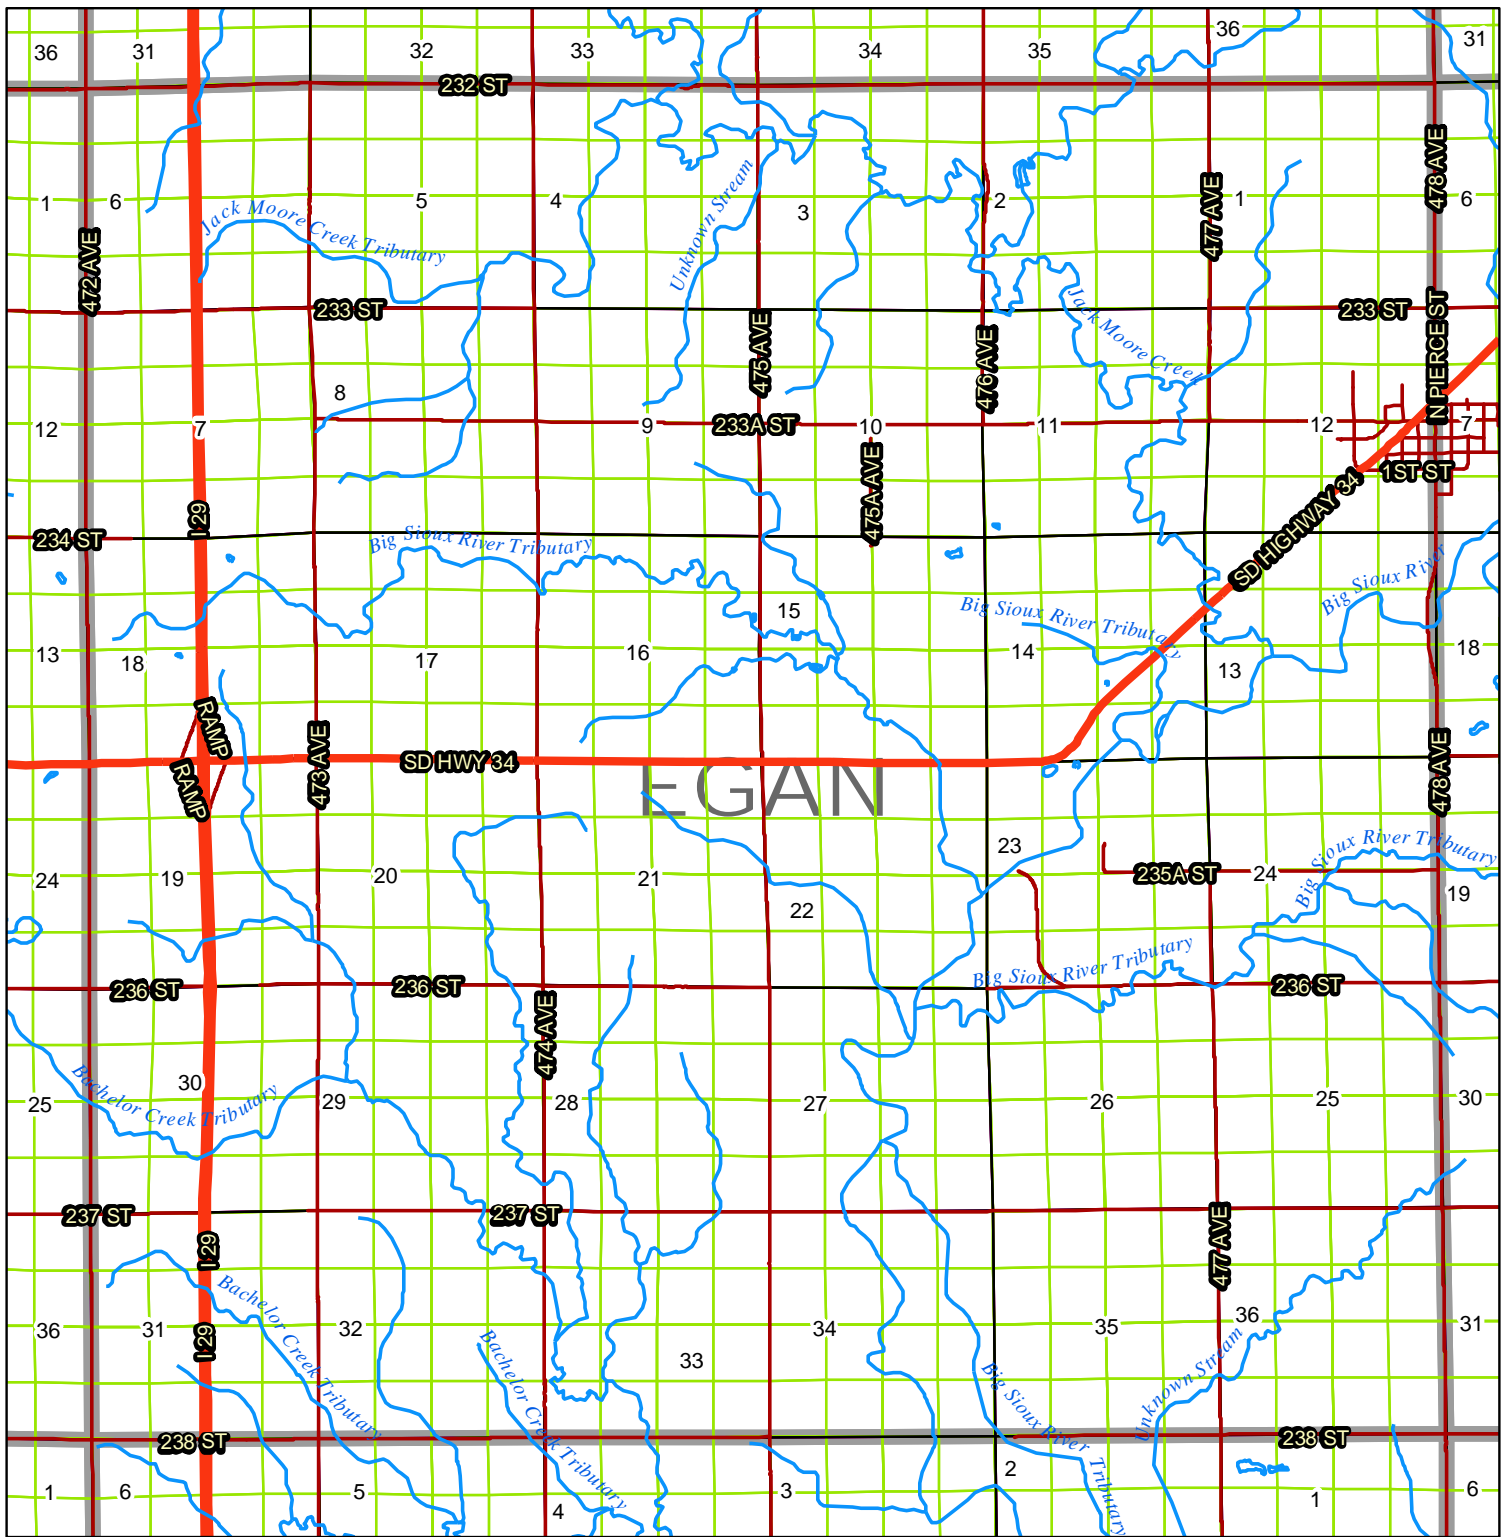 36 31 32 33 34 35 36 31
232 ST
478 AVE
477 AVE
1 6 5 4 3 2 1 6
Jack Moore Creek Tributary
Unknown Stream
472 AVE
233 ST
233 ST
475 AVE
476 AVE
Jack Moore Creek
N PIERCE ST
8
12 7 9 233A ST 10 11 12 7
475A AVE
1ST ST
I 29
SD HIGHWAY 34
234 ST
Big Sioux River Tributary
Big Sioux River
Big Sioux River Tributary
15
13 18 17 16 14 13 18
RAMP
RAMP
473 AVE
SD HWY 34
478 AVE
EGAN
23
Big Sioux River Tributary
24 19 20 21 22 235A ST 24 19
Big Sioux River Tributary
236 ST
236 ST
236 ST
474 AVE
Bachelor Creek Tributary
30
25 29 28 27 26 25 30
237 ST
237 ST
477 AVE
I 29
Bachelor Creek Tributary
36 31 32 33 34 35 36 31
I 29
Bachelor Creek Tributary
Big Sioux River Tributary
Unknown Stream
238 ST
238 ST
1 6 5 4 3 2 1 6